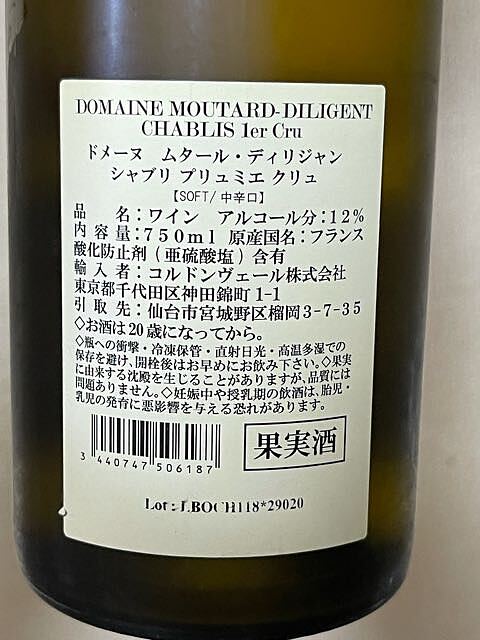 DOMAINE MOUTARD-DILIGENT
CHABLIS 1er Cru
ドメーヌ ムタール・ディリジャン
シャブリ プリュミエ クリュ
【SOFT/ 中辛口】
品 名：ワイン アルコール分：12％
内 容 量：750ml 原産国名：フランス
酸化防止剤（亜硫酸塩）含有
輸 入 者：コルドンヴェール株式会社
東京都千代田区神田錦町 1-1
引 取 先：仙台市宮城野区榴岡3-7-35
◇お酒は20歳になってから。
◇瓶への衝撃・冷凍保管・直射日光・高温多湿での
保存を避け、開栓後はお早めにお飲み下さい。◇果実
に由来する沈殿を生じることがありますが、品質には
問題ありません。◇妊娠中や授乳期の飲酒は、胎児・
乳児の発育に悪影響を与える恐れがあります。
3 440747 506187
果実酒
Lot : LBOCH118*29020